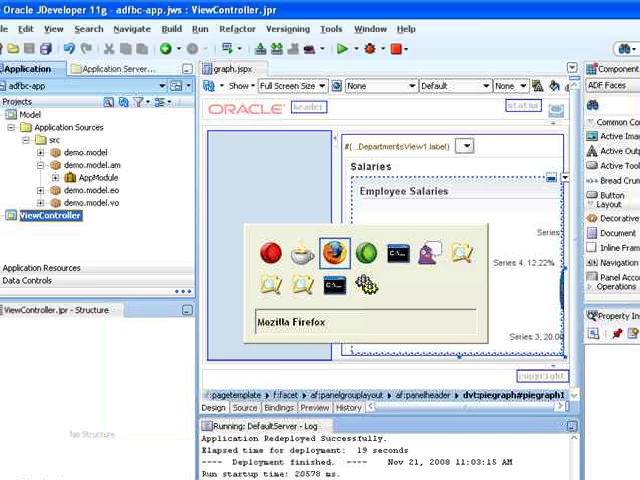 Oracle JDeveloper 11g - adfbc-app.jws : ViewController.jpr
View Search Navigate Build Run Refactor Versioning Tools Window Help
Application
Application Server...
graph.jspx
Component
adfbc-app
Show
Full Screen Size
None
Default
None
ADF Faces
Projects
ORACLE
header
status
Model
Application Sources
src
demo.model
demo.model.am
AppModule
demo.model.eo
demo.model.vo
ViewController
#{...DepartmentsView1.label)
Salaries
Employee Salaries
Series
Series 4, 12.22%
Series 3, 20.00
Mozilla Firefox
copyright
Common Co
Active Imag
Active Outp
Active Tool
Bread Crum
Button
Layout
Decorative
Document
Inline Fram
Navigation
Panel Acco
Operations
Application Resources
Data Controls
ViewController.jpr - Structure
No Structure
Property Ins
:pagetemplate f:facet af:panelgrouplayout af:panelheader dvt:piegraph#piegraph1
Design Source Bindings Preview History
Running: DefaultServer - Log
Application Redeployed Successfully.
Elapsed time for deployment: 19 seconds
---- Deployment finished. ---- Nov 21, 2008 11:03:15 AM
Run startup time: 20578 ms.